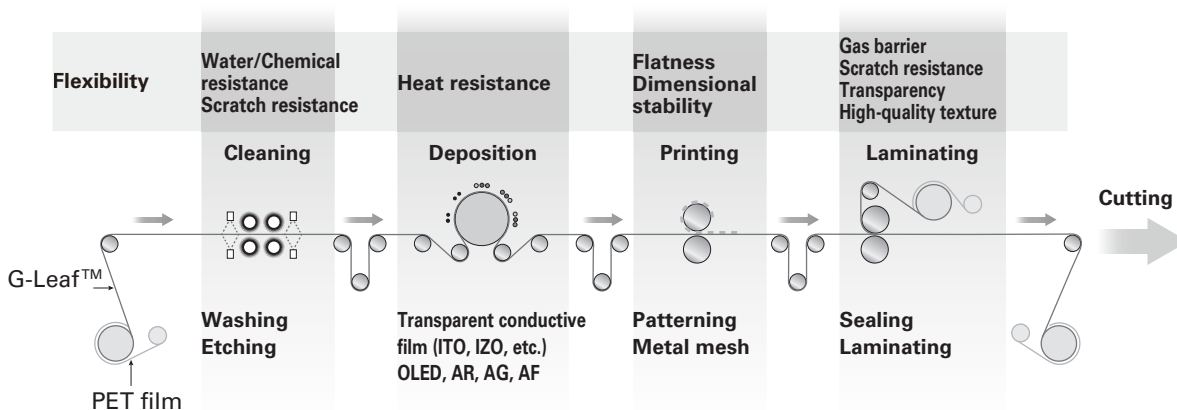 Flexibility
Water/Chemical
resistance
Scratch resistance
Heat resistance
Flatness
Dimensional
stability
Gas barrier
Scratch resistance
Transparency
High-quality texture
Cleaning
Deposition
Printing
Laminating
Cutting
G-Leaf™
PET film
Washing
Etching
Transparent conductive
film (ITO, IZO, etc.)
OLED, AR, AG, AF
Patterning
Metal mesh
Sealing
Laminating